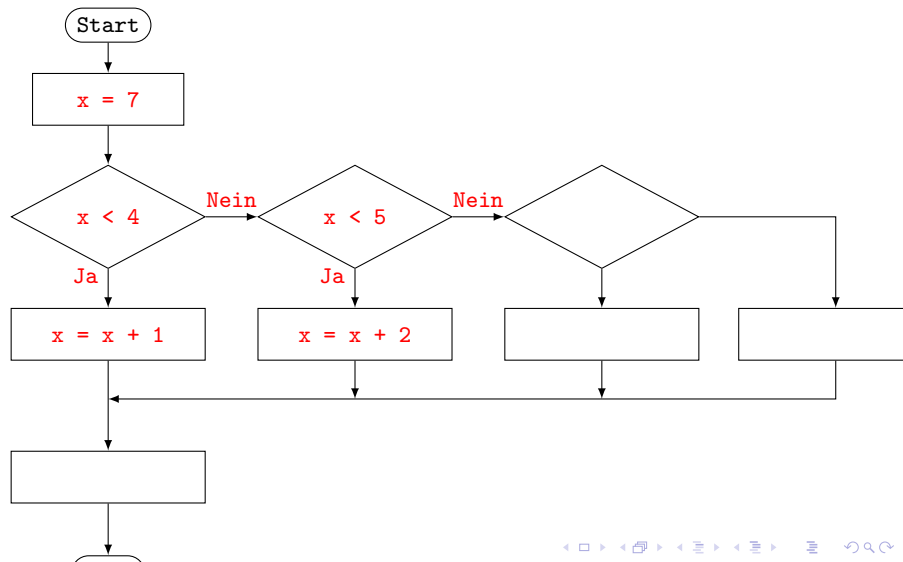 Start
x = 7
Nein
Nein
x < 4
x < 5
Ja
Ja
x = x + 1
x = x + 2